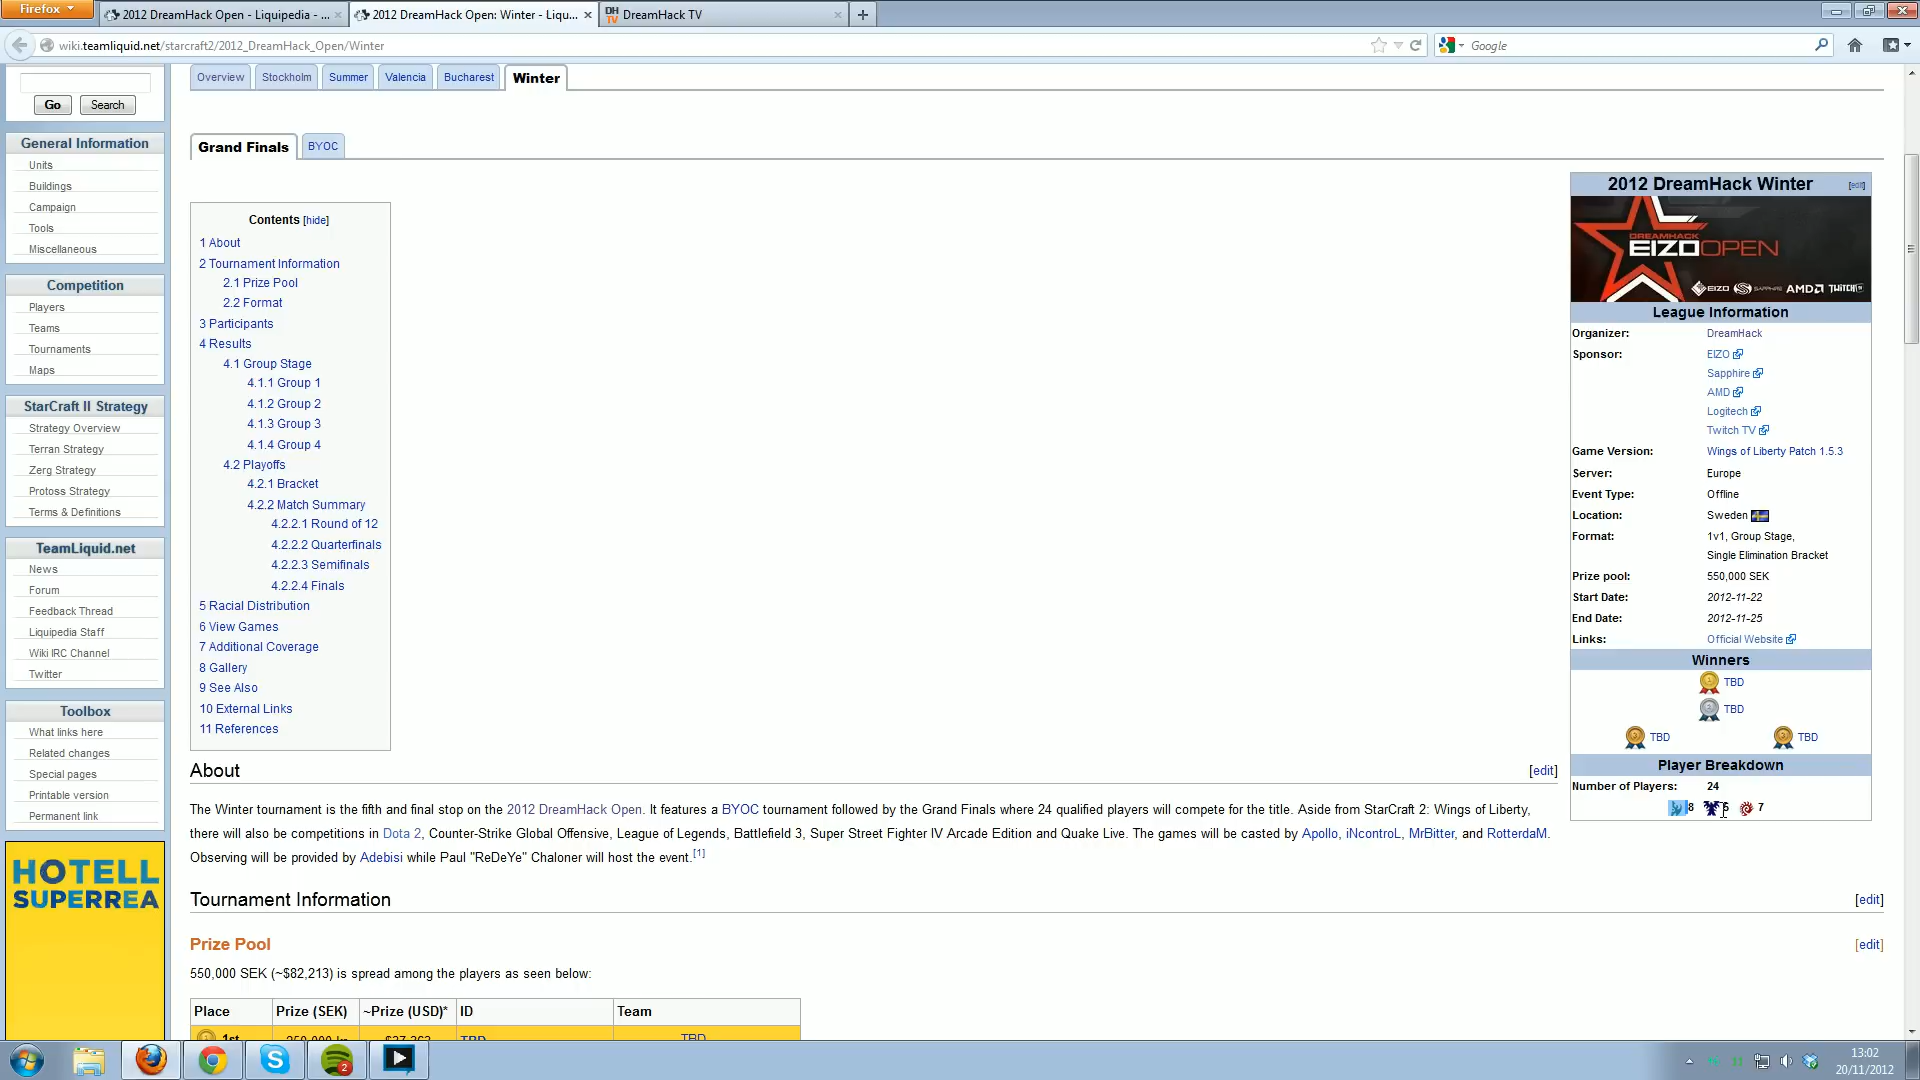 Firefox
2012 DreamHack Open - Liquipedia - ...
2012 DreamHack Open: Winter - Liqu...
DreamHack TV
wiki.teamliquid.net/starcraft2/2012_DreamHack_Open/Winter
Google
Overview
Stockholm
Summer
Valencia
Bucharest
Winter
Go
Search
Grand Finals
BYOC
General Information
Units
Buildings
Campaign
Tools
Miscellaneous
Competition
Players
Teams
Tournaments
Maps
StarCraft II Strategy
Strategy Overview
Terran Strategy
Zerg Strategy
Protoss Strategy
Terms & Definitions
TeamLiquid.net
News
Forum
Feedback Thread
Liquipedia Staff
Wiki IRC Channel
Twitter
Toolbox
What links here
Related changes
Special pages
Printable version
Permanent link
HOTELL
SUPERREA
Contents [hide]
1 About
2 Tournament Information
2.1 Prize Pool
2.2 Format
3 Participants
4 Results
4.1 Group Stage
4.1.1 Group 1
4.1.2 Group 2
4.1.3 Group 3
4.1.4 Group 4
4.2 Playoffs
4.2.1 Bracket
4.2.2 Match Summary
4.2.2.1 Round of 12
4.2.2.2 Quarterfinals
4.2.2.3 Semifinals
4.2.2.4 Finals
5 Racial Distribution
6 View Games
7 Additional Coverage
8 Gallery
9 See Also
10 External Links
11 References
2012 DreamHack Winter [edit]
DREAMHACK
EIZOOPEN
EIZO SAPPHIRE AMD TWITCH
League Information
Organizer: DreamHack
Sponsor: EIZO
Sapphire
AMD
Logitech
Twitch TV
Game Version: Wings of Liberty Patch 1.5.3
Server: Europe
Event Type: Offline
Location: Sweden
Format: 1v1, Group Stage,
Single Elimination Bracket
Prize pool: 550,000 SEK
Start Date: 2012-11-22
End Date: 2012-11-25
Links: Official Website
Winners
TBD
TBD
TBD TBD
Player Breakdown
Number of Players: 24
8 7
About [edit]
The Winter tournament is the fifth and final stop on the 2012 DreamHack Open. It features a BYOC tournament followed by the Grand Finals where 24 qualified players will compete for the title. Aside from StarCraft 2: Wings of Liberty,
there will also be competitions in Dota 2, Counter-Strike Global Offensive, League of Legends, Battlefield 3, Super Street Fighter IV Arcade Edition and Quake Live. The games will be casted by Apollo, iNcontroL, MrBitter, and RotterdaM.
Observing will be provided by Adebisi while Paul "ReDeYe" Chaloner will host the event.[1]
Tournament Information [edit]
Prize Pool [edit]
550,000 SEK (~$82,213) is spread among the players as seen below:
Place Prize (SEK) ~Prize (USD)* ID Team
1st TBD TBD
2
13:02
20/11/2012